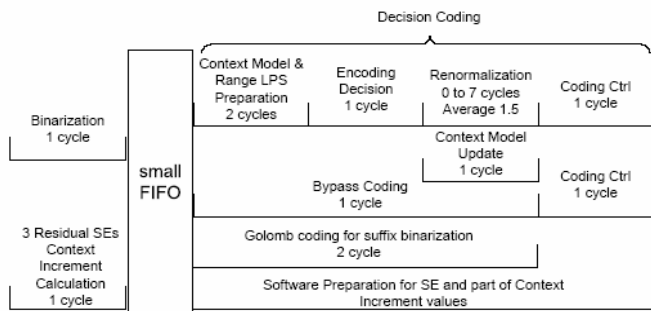 Decision Coding
Context Model &
Range LPS
Preparation
2 cycles
Encoding
Decision
1 cycle
Renormalization
0 to 7 cycles
Average 1.5
Coding Ctrl
1 cycle
Binarization
1 cycle
small
FIFO
Context Model
Update
1 cycle
Bypass Coding
1 cycle
Coding Ctrl
1 cycle
3 Residual SEs
Context
Increment
Calculation
1 cycle
Golomb coding for suffix binarization
2 cycle
Software Preparation for SE and part of Context
Increment values